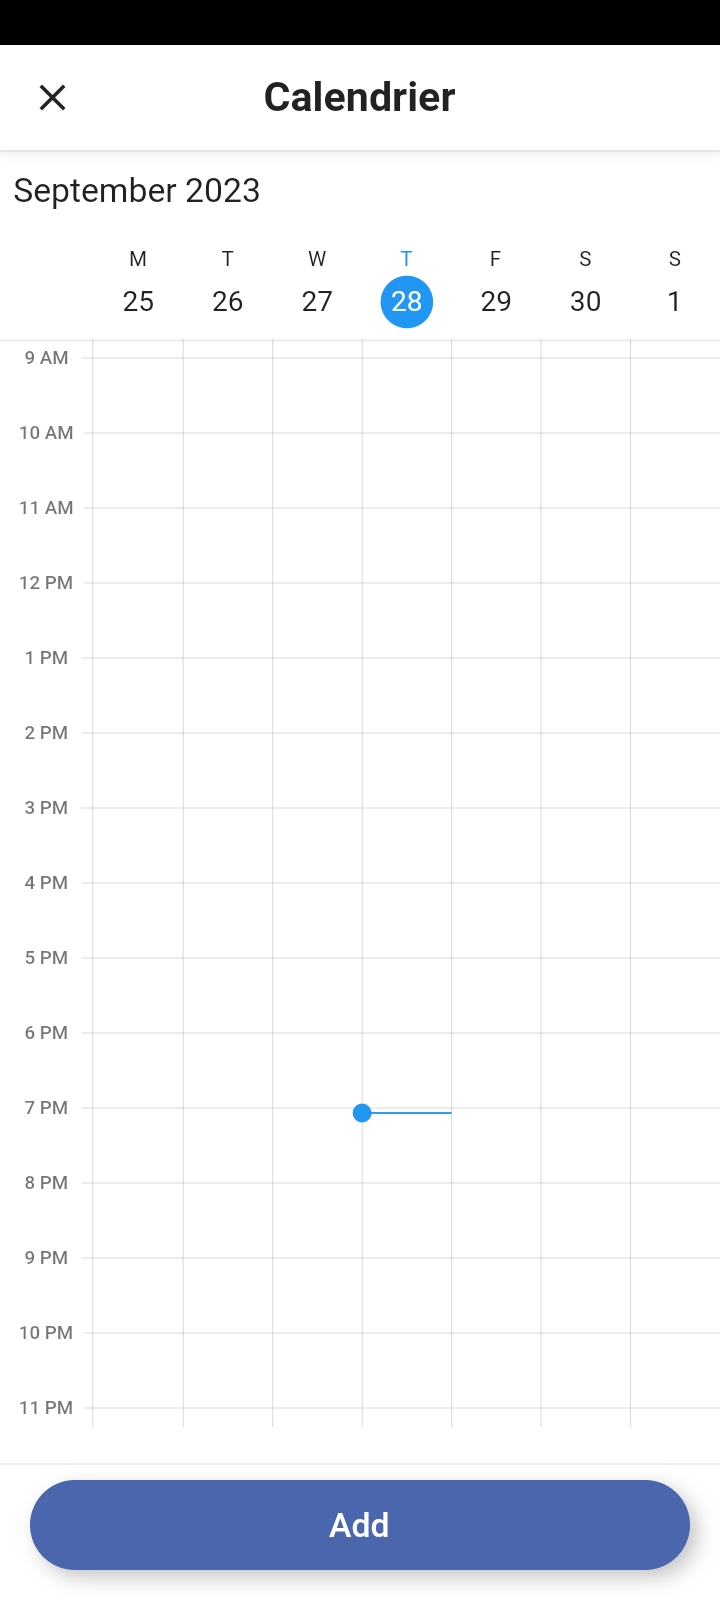 Calendrier
September 2023
M T W T F S S
25 26 27 28 29 30 1
9 AM
10 AM
11 AM
12 PM
1 PM
2 PM
3 PM
4 PM
5 PM
6 PM
7 PM
8 PM
9 PM
10 PM
11 PM
Add